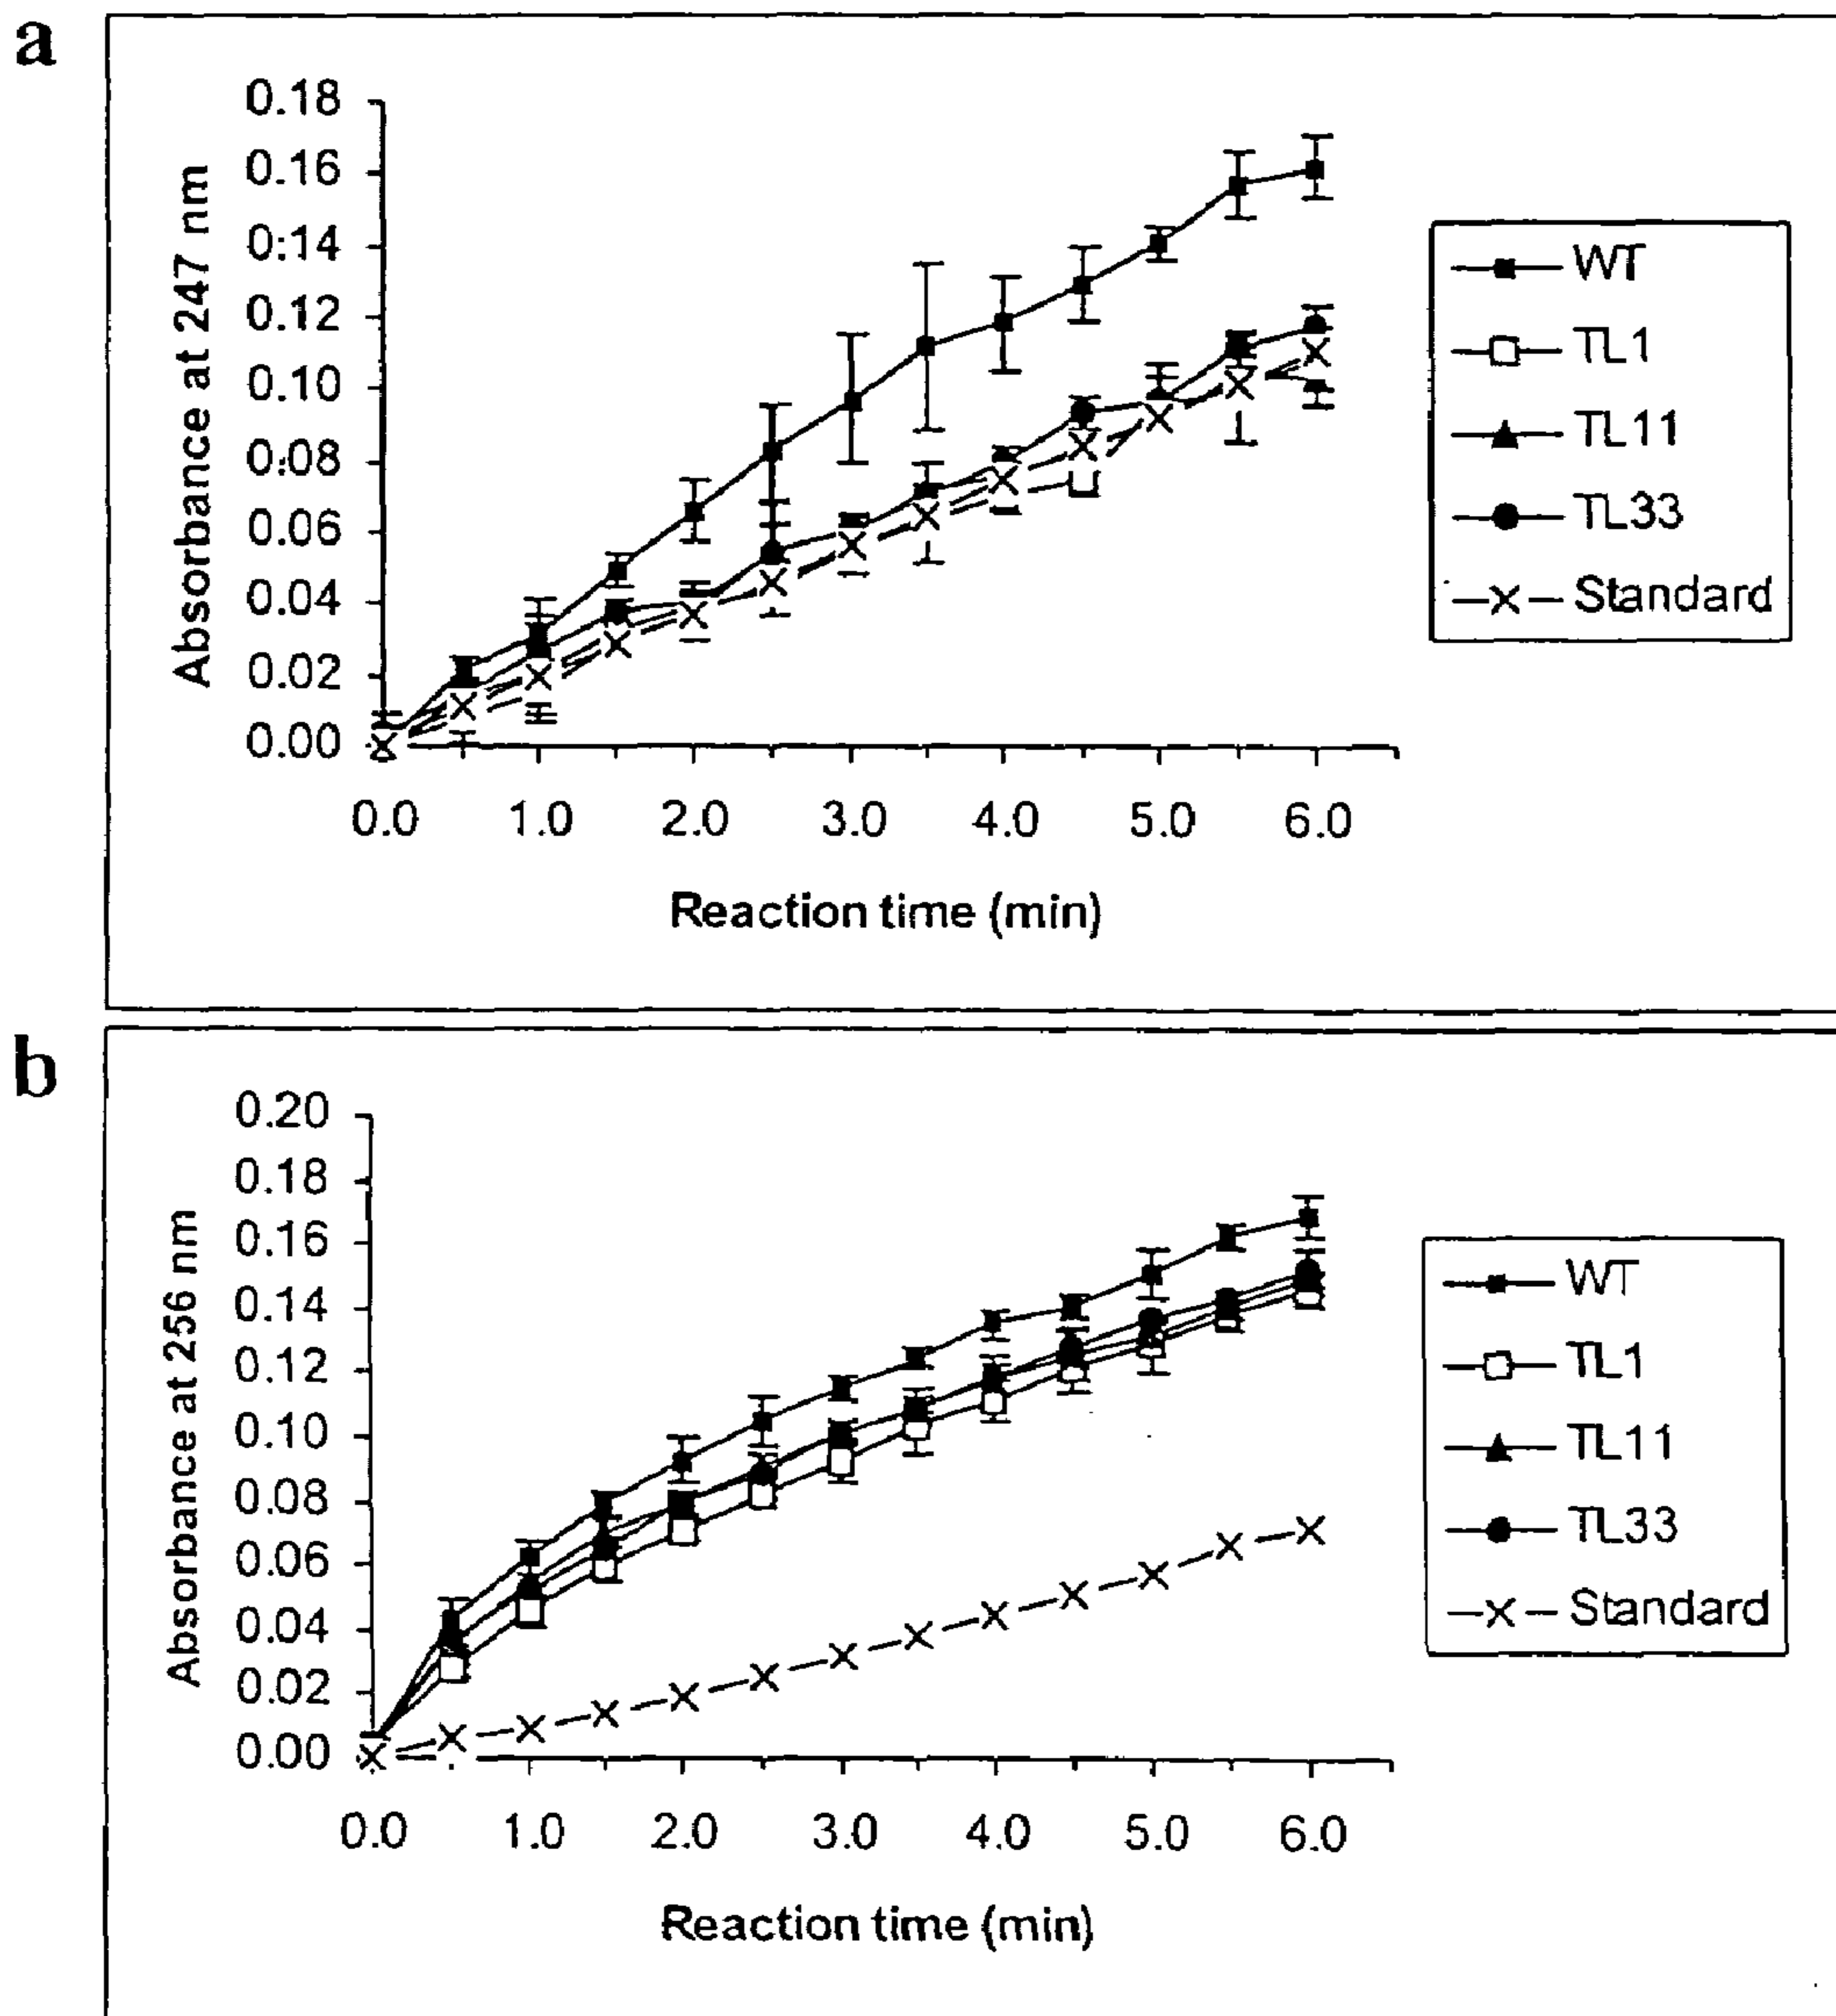 a
Absorbance at 247 nm
0.18
0.16
0:14
0.12
0.10
0:08
0.06
0.04
0.02
0.00
0.0 1.0 2.0 3.0 4.0 5.0 6.0
Reaction time (min)
WT
TL1
TL11
TL33
Standard
b
Absorbance at 256 nm
0.20
0.18
0.16
0.14
0.12
0.10
0.08
0.06
0.04
0.02
0.00
0.0 1.0 2.0 3.0 4.0 5.0 6.0
Reaction time (min)
WT
TL1
TL11
TL33
Standard